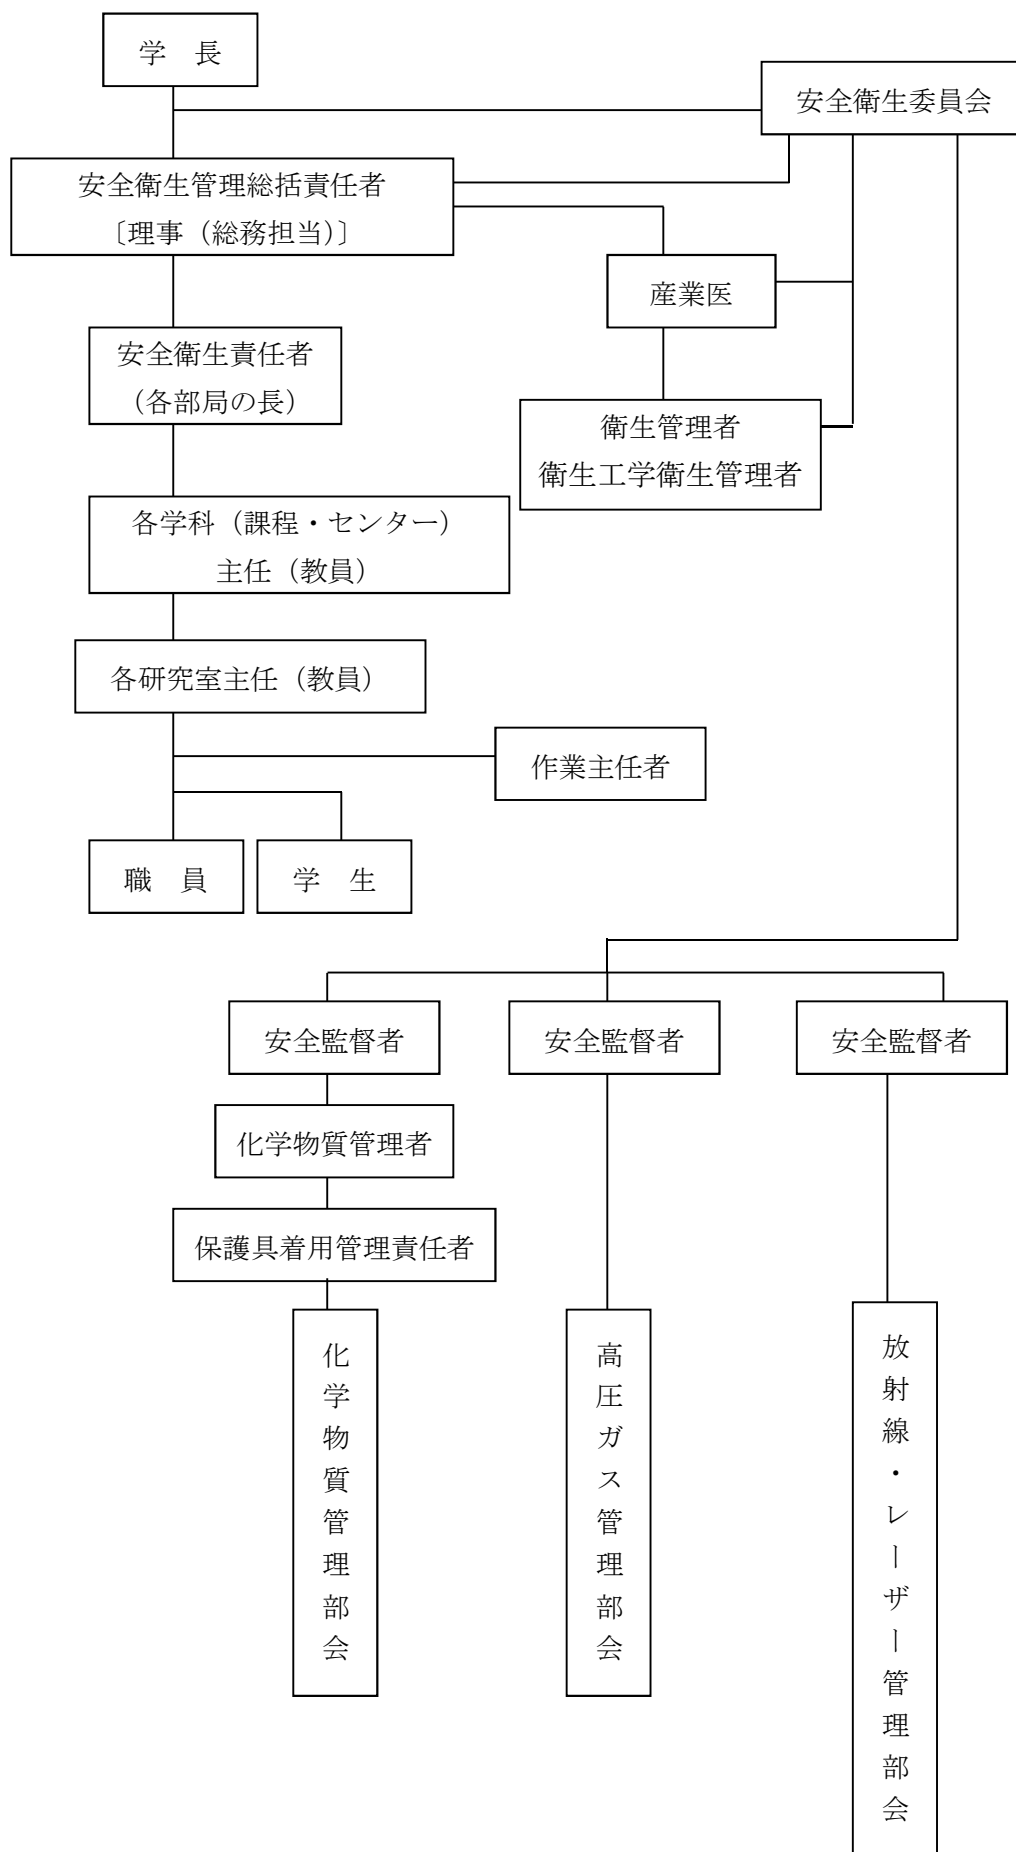 学　長
安全衛生委員会
安全衛生管理総括責任者
〔理事（総務担当）〕
産業医
安全衛生責任者
（各部局の長）
衛生管理者
衛生工学衛生管理者
各学科（課程・センター）
主任（教員）
各研究室主任（教員）
作業主任者
職　員
学　生
安全監督者
安全監督者
安全監督者
化学物質管理者
保護具着用管理責任者
化学物質管理部会
高圧ガス管理部会
放射線・レーザー管理部会